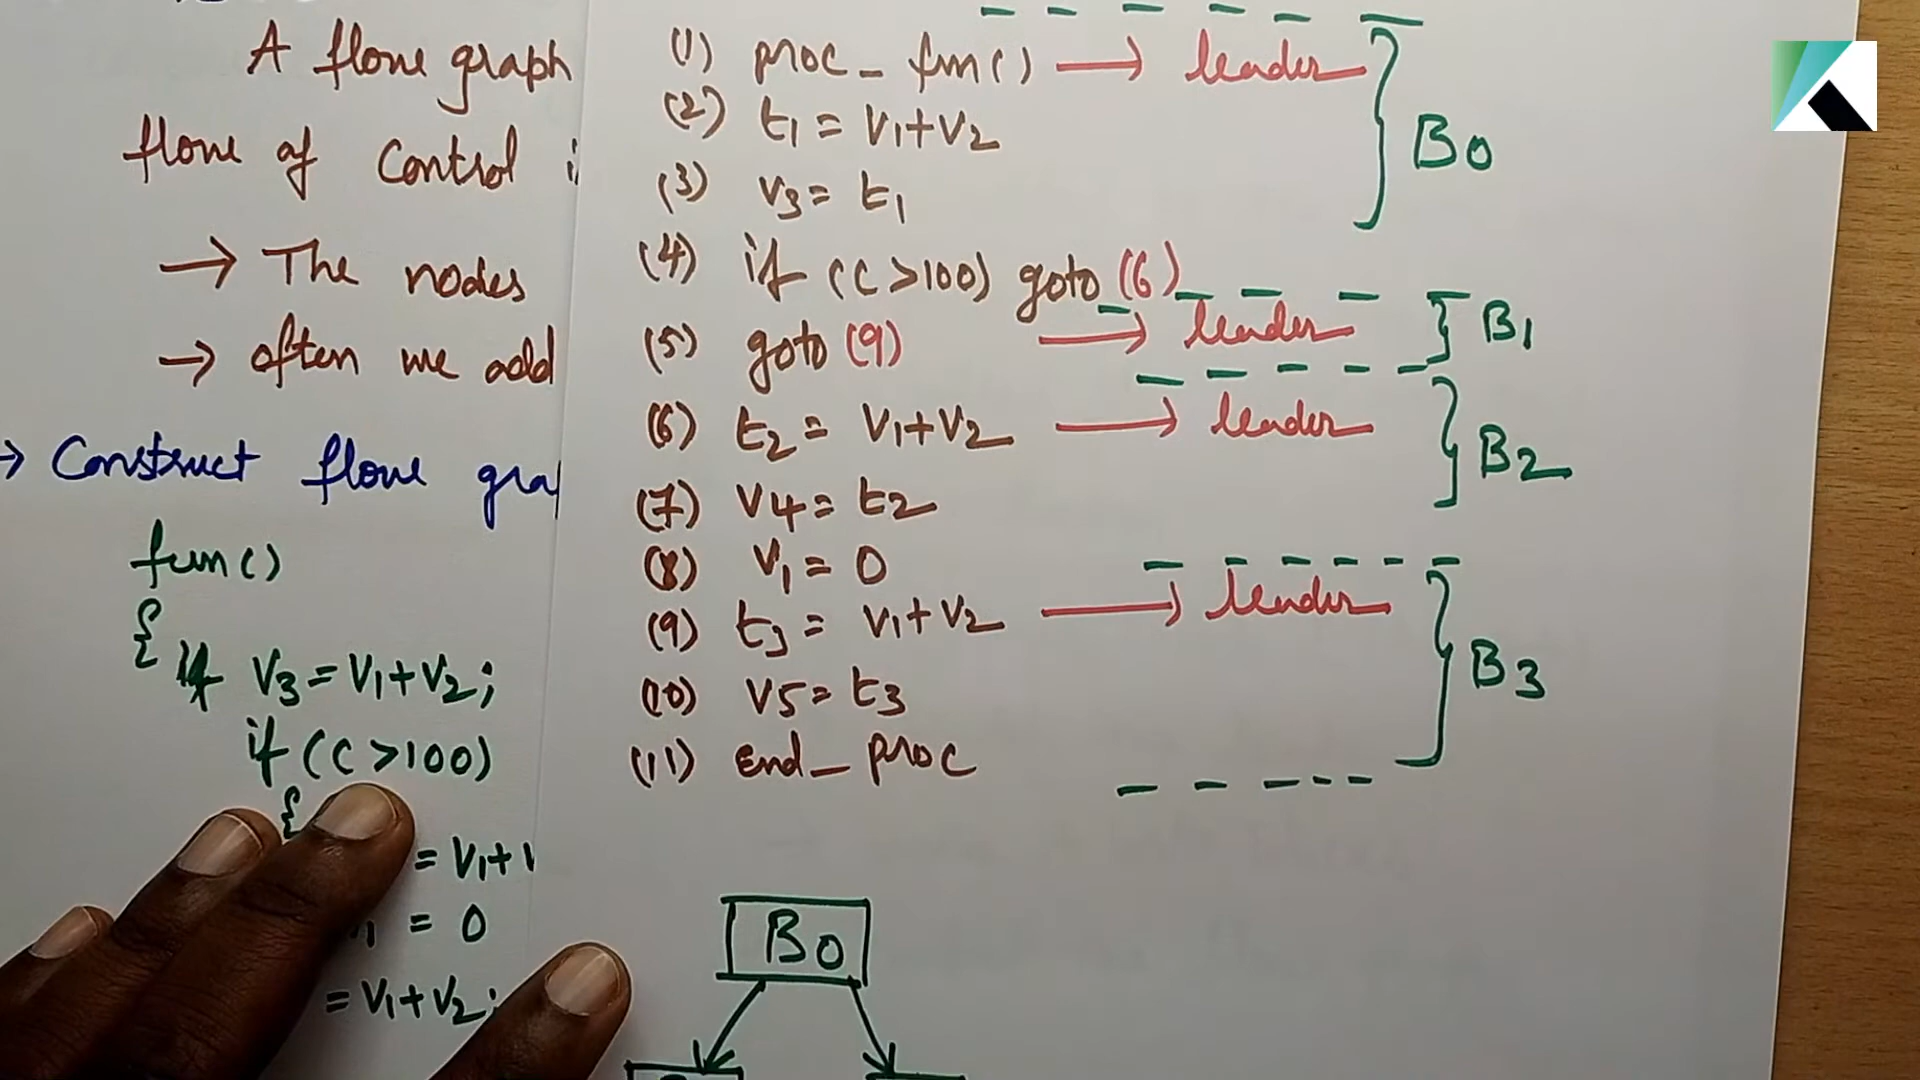 A flow graph
flow of control i
→ The nodes
→ often we add
→ Construct flow gra
fun()
{
if V3 = V1+V2;
if (C >100)
{
= V1+V
= 0
= V1+V2;
(1) proc_fun() → leader
(2) t1 = V1+V2
B0
(3) V3 = t1
(4) if (C >100) goto (6)
(5) goto (9) → leader B1
(6) t2 = V1+V2 → leader
B2
(7) V4 = t2
(8) V1 = 0
(9) t3 = V1+V2 → leader
B3
(10) V5 = t3
(11) End_proc
B0